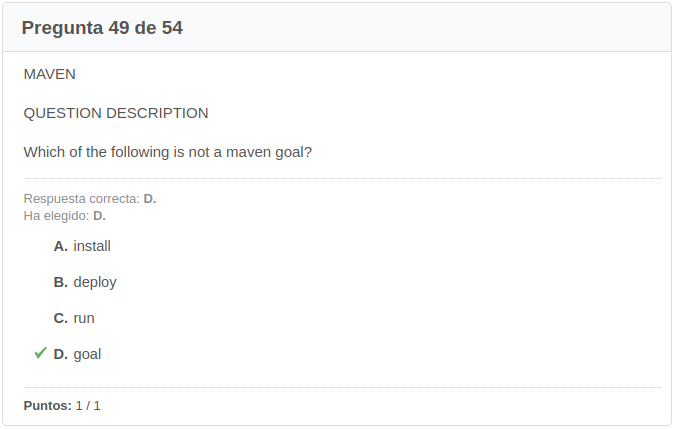 Pregunta 49 de 54
MAVEN
QUESTION DESCRIPTION
Which of the following is not a maven goal?
Respuesta correcta: D.
Ha elegido: D.
A. install
B. deploy
C. run
D. goal
Puntos: 1 / 1